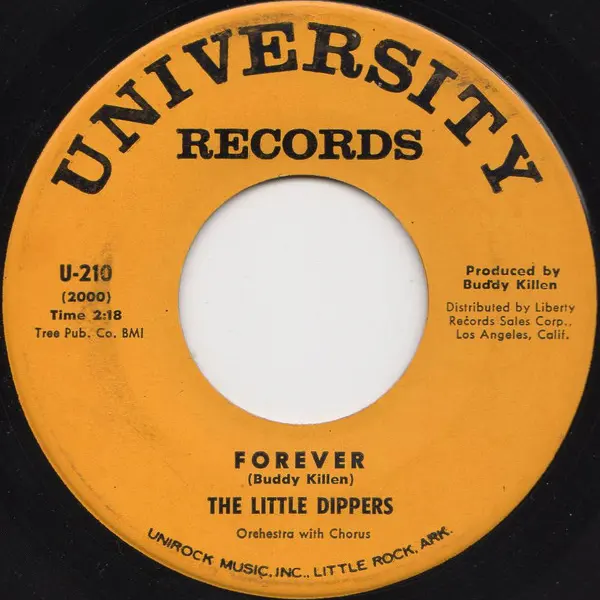 UNIVERSITY
RECORDS
U-210
(2000)
Time 2:18
Tree Pub. Co. BMI
Produced by
Buddy Killen
Distributed by Liberty
Records Sales Corp.,
Los Angeles, Calif.
FOREVER
(Buddy Killen)
THE LITTLE DIPPERS
Orchestra with Chorus
UNIROCK MUSIC, INC., LITTLE ROCK, ARK.